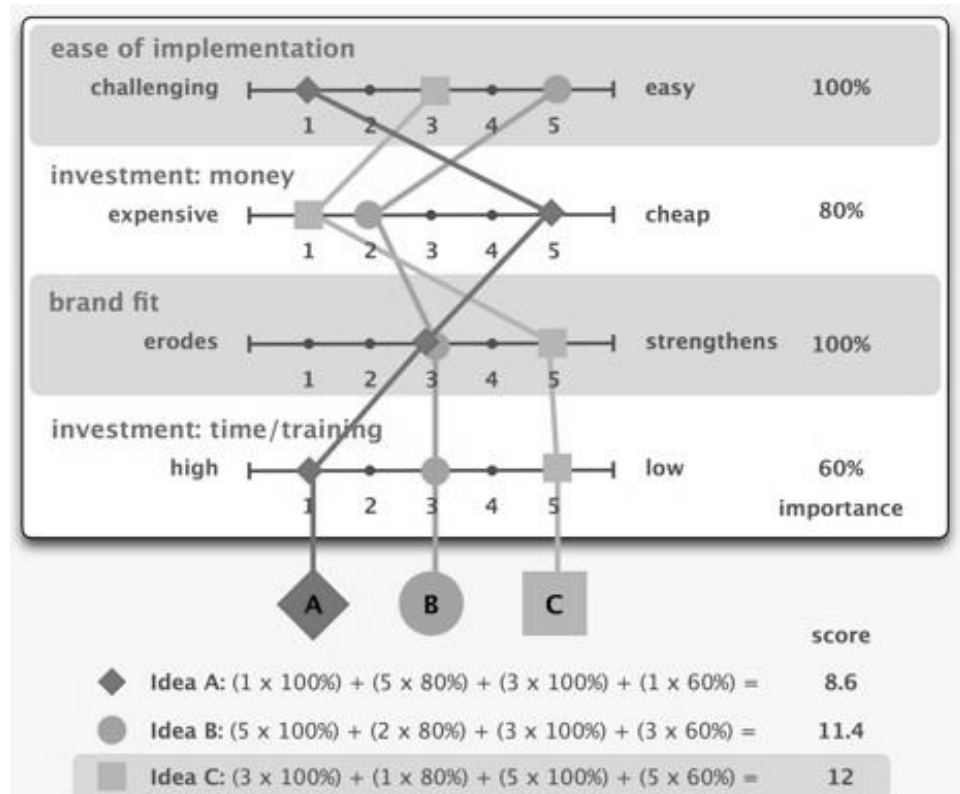 ease of implementation
challenging easy 100%
1 2 3 4 5
investment: money
expensive cheap 80%
1 2 3 4 5
brand fit
erodes strengthens 100%
1 2 3 4 5
investment: time/training
high low 60%
1 2 3 4 5 importance
A B C
score
Idea A: (1 x 100%) + (5 x 80%) + (3 x 100%) + (1 x 60%) = 8.6
Idea B: (5 x 100%) + (2 x 80%) + (3 x 100%) + (3 x 60%) = 11.4
Idea C: (3 x 100%) + (1 x 80%) + (5 x 100%) + (5 x 60%) = 12